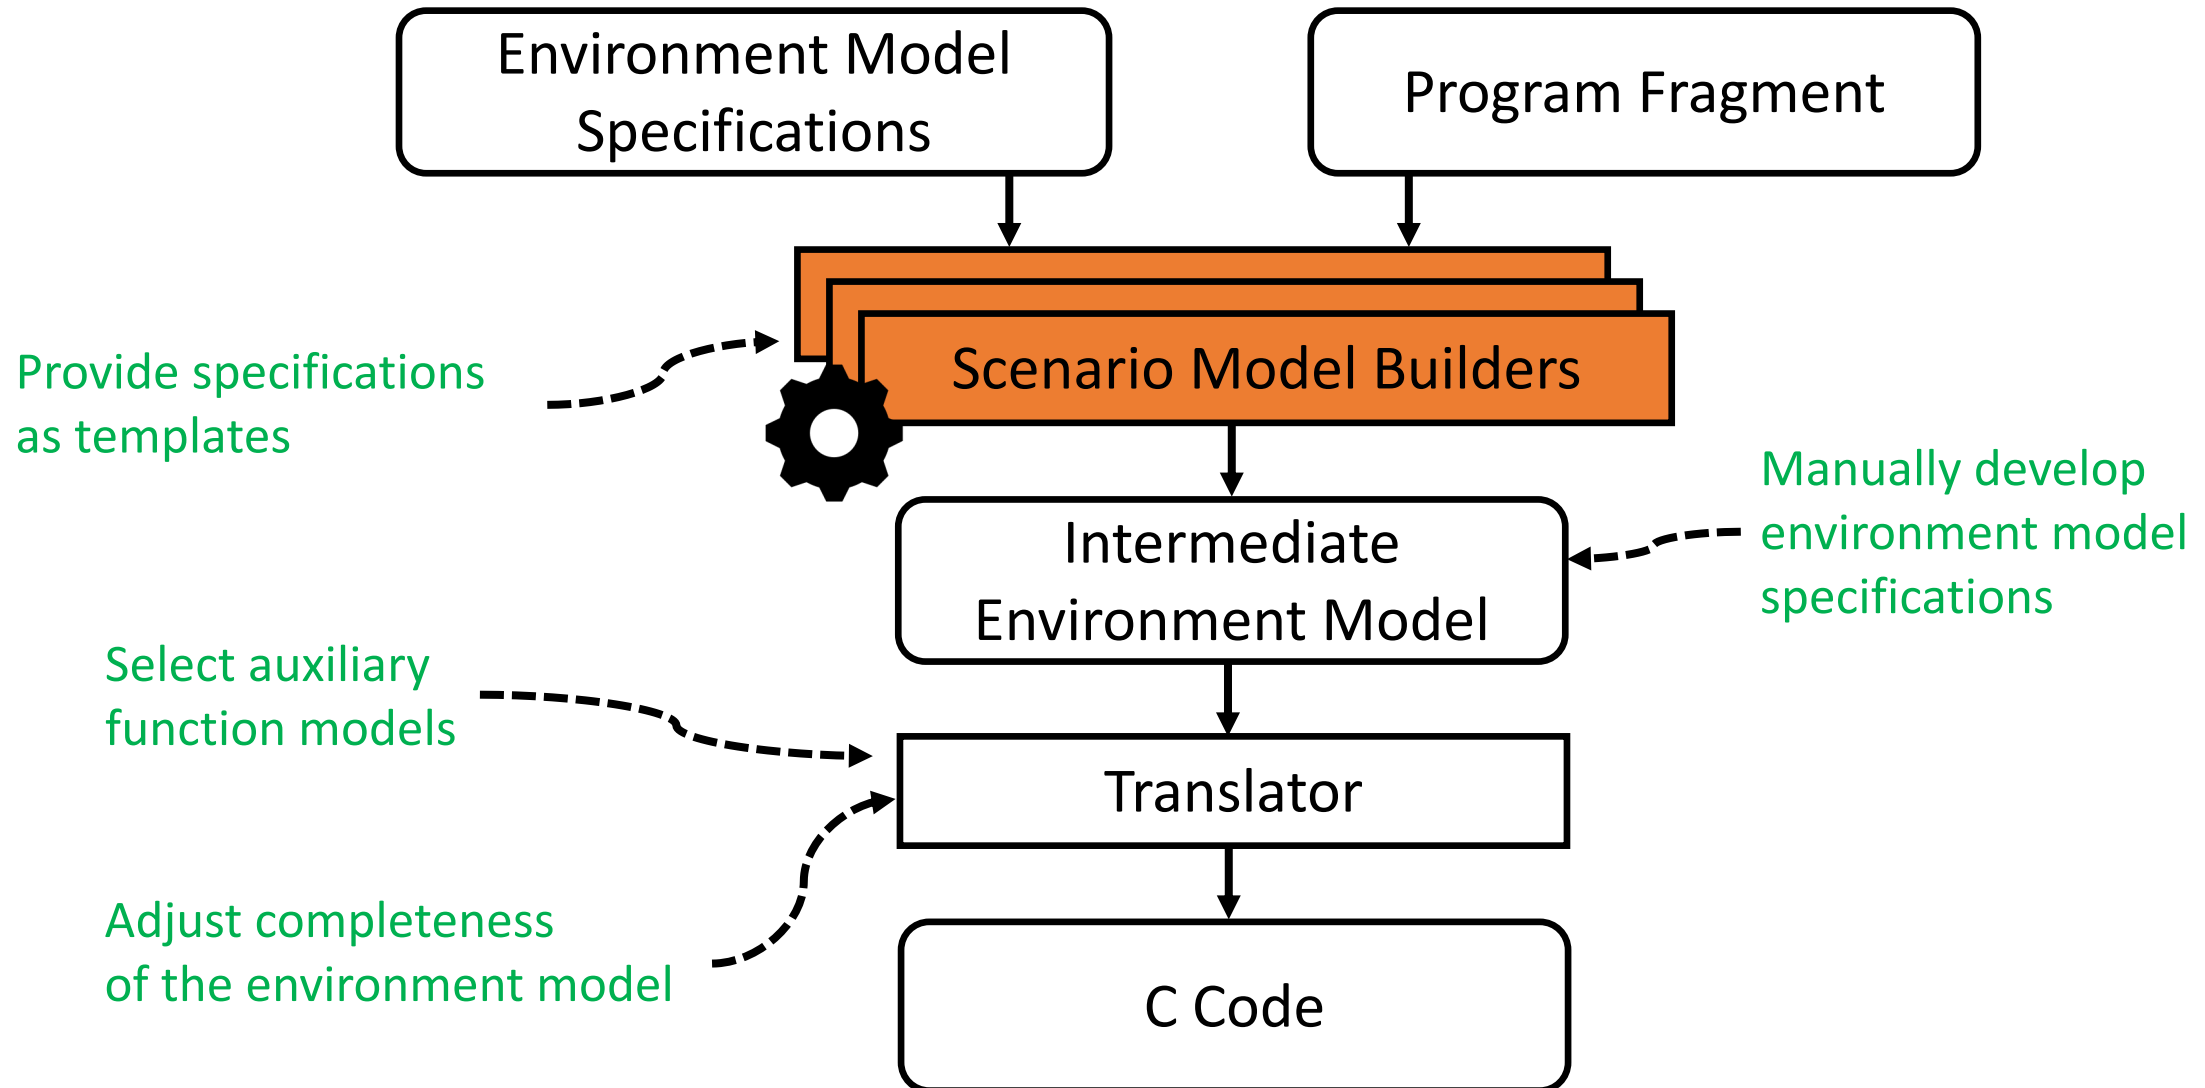 Environment Model
Specifications
Program Fragment
Scenario Model Builders
Provide specifications
as templates
Manually develop
environment model
specifications
Intermediate
Environment Model
Select auxiliary
function models
Translator
Adjust completeness
of the environment model
C Code